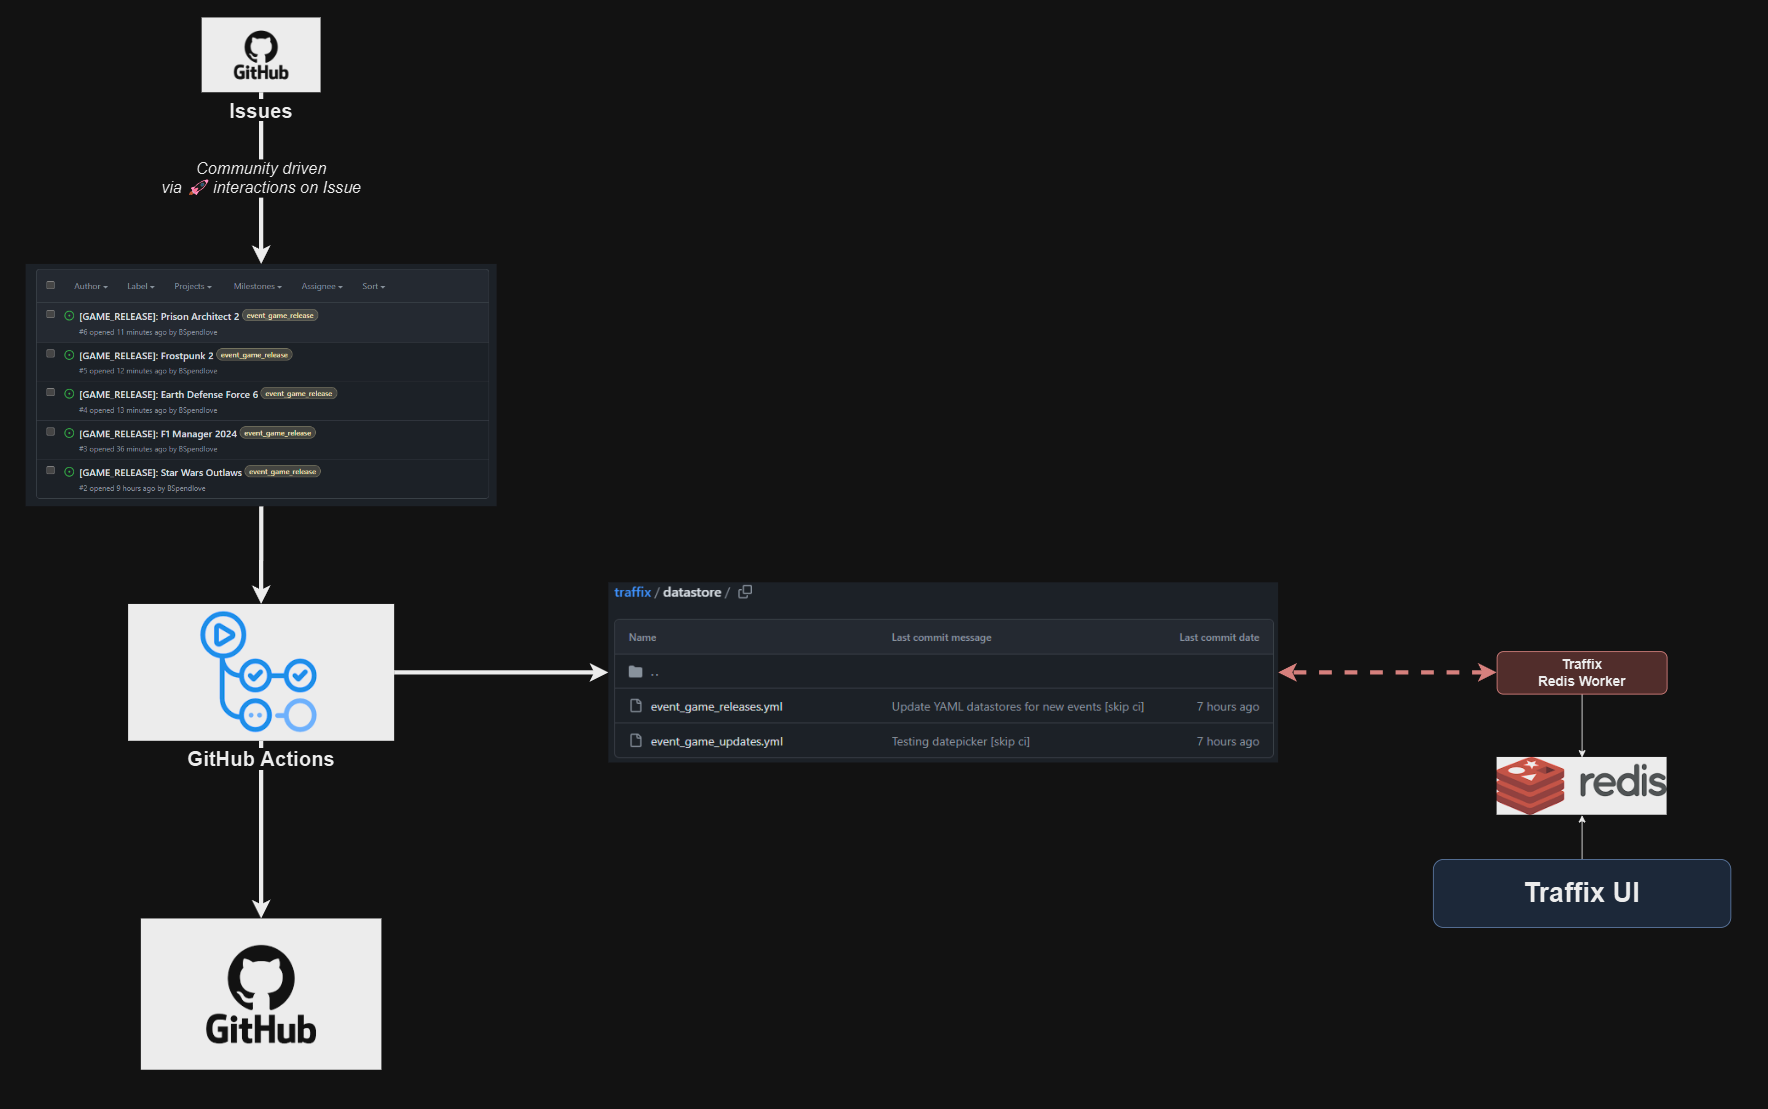 GitHub
Issues
Community driven
via 🚀 interactions on Issue
Author Label Projects Milestones Assignee Sort
[GAME_RELEASE]: Prison Architect 2 event_game_release
#6 opened 11 minutes ago by BSpendlove
[GAME_RELEASE]: Frostpunk 2 event_game_release
#5 opened 12 minutes ago by BSpendlove
[GAME_RELEASE]: Earth Defense Force 6 event_game_release
#4 opened 13 minutes ago by BSpendlove
[GAME_RELEASE]: F1 Manager 2024 event_game_release
#3 opened 36 minutes ago by BSpendlove
[GAME_RELEASE]: Star Wars Outlaws event_game_release
#2 opened 9 hours ago by BSpendlove
GitHub Actions
GitHub
traffix / datastore /
Name Last commit message Last commit date
..
event_game_releases.yml Update YAML datastores for new events [skip ci] 7 hours ago
event_game_updates.yml Testing datepicker [skip ci] 7 hours ago
Traffix
Redis Worker
redis
Traffix UI